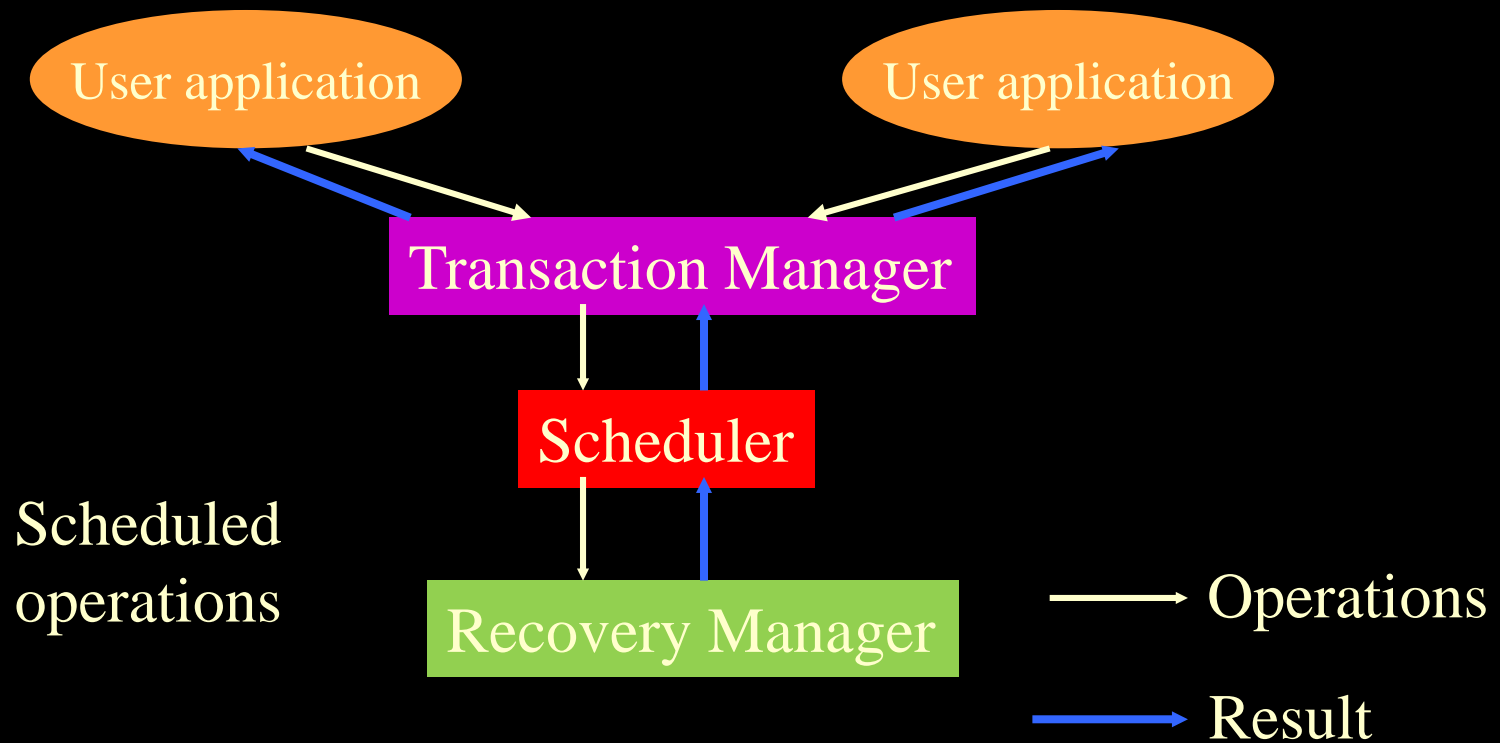 User application
User application
Transaction Manager
Scheduler
Scheduled
operations
Recovery Manager
Operations
Result